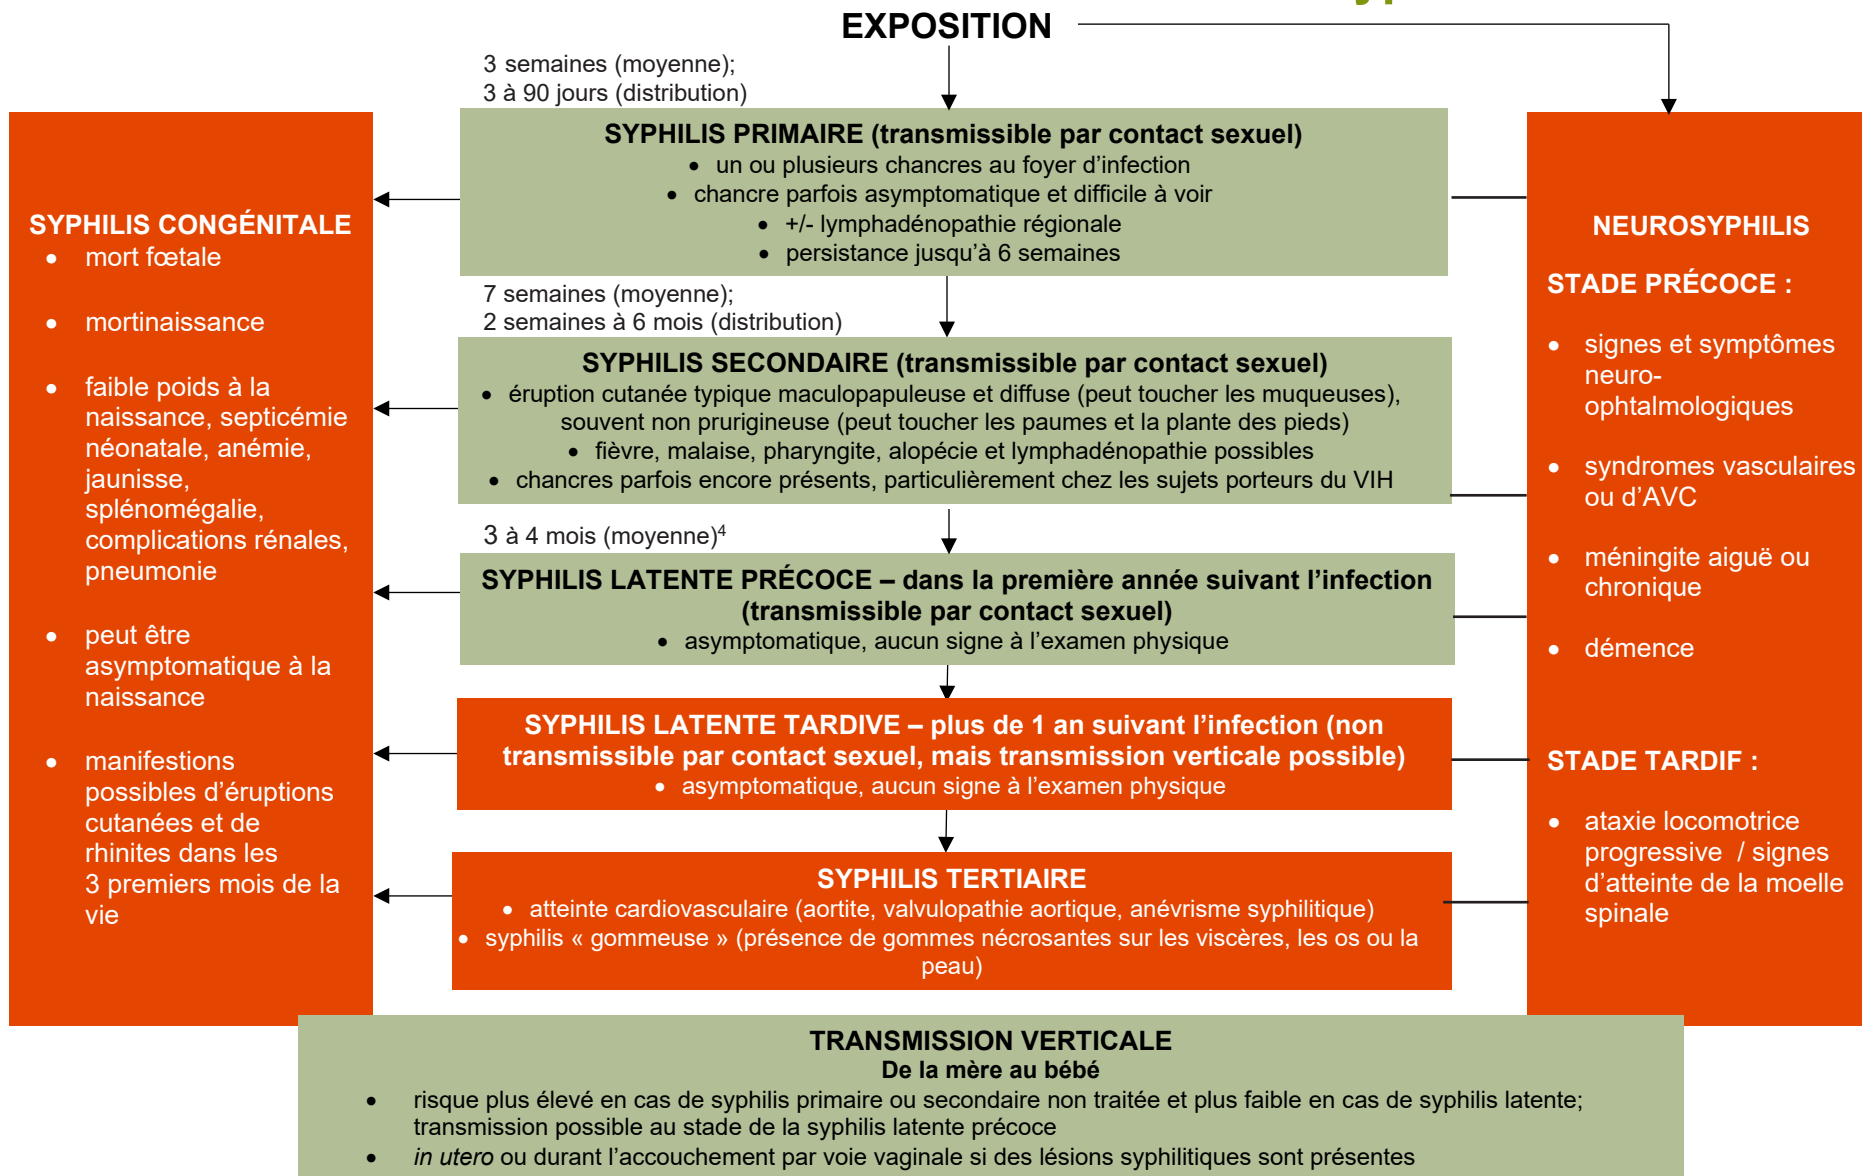 EXPOSITION
3 semaines (moyenne);
3 à 90 jours (distribution)
SYPHILIS PRIMAIRE (transmissible par contact sexuel)
• un ou plusieurs chancres au foyer d’infection
• chancre parfois asymptomatique et difficile à voir
• +/- lymphadénopathie régionale
• persistance jusqu’à 6 semaines
7 semaines (moyenne);
2 semaines à 6 mois (distribution)
SYPHILIS SECONDAIRE (transmissible par contact sexuel)
• éruption cutanée typique maculopapuleuse et diffuse (peut toucher les muqueuses),
souvent non prurigineuse (peut toucher les paumes et la plante des pieds)
• fièvre, malaise, pharyngite, alopécie et lymphadénopathie possibles
• chancres parfois encore présents, particulièrement chez les sujets porteurs du VIH
3 à 4 mois (moyenne)⁴
SYPHILIS LATENTE PRÉCOCE – dans la première année suivant l’infection
(transmissible par contact sexuel)
• asymptomatique, aucun signe à l’examen physique
SYPHILIS LATENTE TARDIVE – plus de 1 an suivant l’infection (non
transmissible par contact sexuel, mais transmission verticale possible)
• asymptomatique, aucun signe à l’examen physique
SYPHILIS TERTIAIRE
• atteinte cardiovasculaire (aortite, valvulopathie aortique, anévrisme syphilitique)
• syphilis « gommeuse » (présence de gommes nécrosantes sur les viscères, les os ou la
peau)
SYPHILIS CONGÉNITALE
• mort fœtale
• mortinaissance
• faible poids à la
naissance, septicémie
néonatale, anémie,
jaunisse,
splénomégalie,
complications rénales,
pneumonie
• peut être
asymptomatique à la
naissance
• manifestions
possibles d’éruptions
cutanées et de
rhinites dans les
3 premiers mois de la
vie
NEUROSYPHILIS
STADE PRÉCOCE :
• signes et symptômes
neuro-
ophtalmologiques
• syndromes vasculaires
ou d’AVC
• méningite aiguë ou
chronique
• démence
STADE TARDIF :
• ataxie locomotrice
progressive / signes
d’atteinte de la moelle
spinale
TRANSMISSION VERTICALE
De la mère au bébé
• risque plus élevé en cas de syphilis primaire ou secondaire non traitée et plus faible en cas de syphilis latente;
transmission possible au stade de la syphilis latente précoce
• in utero ou durant l’accouchement par voie vaginale si des lésions syphilitiques sont présentes